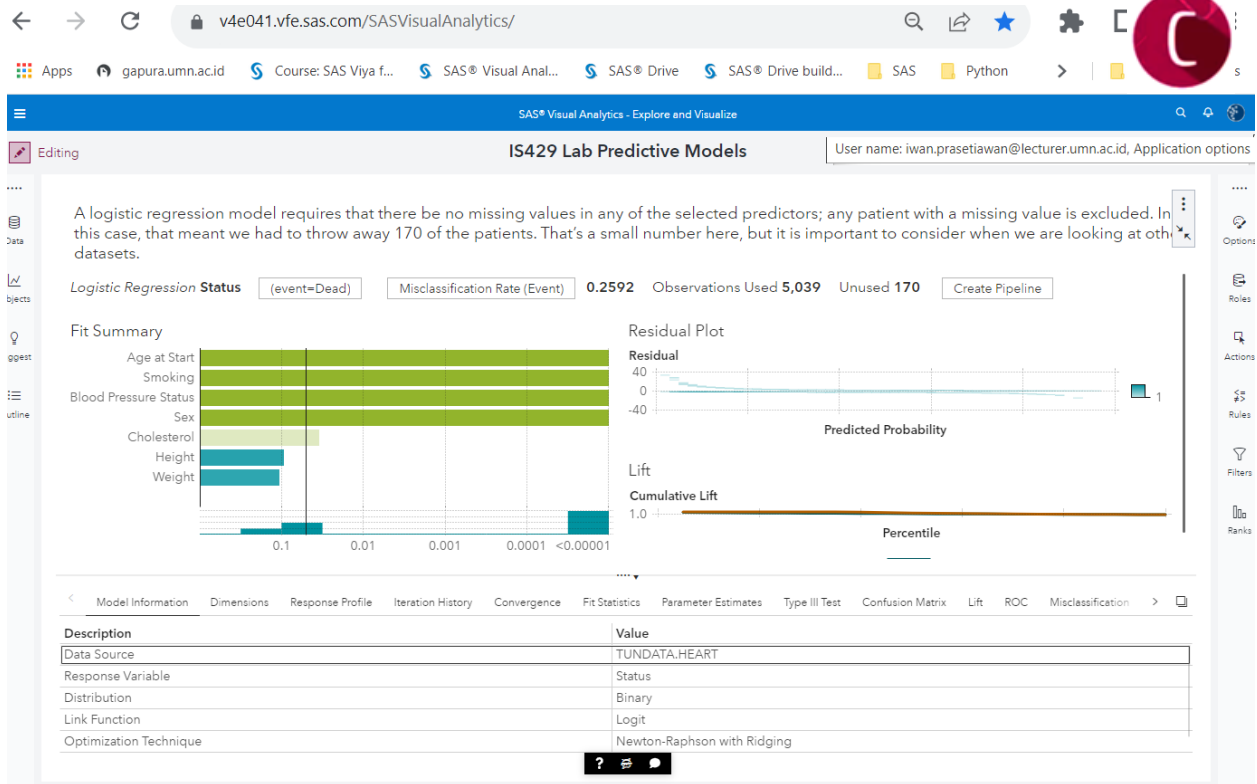 v4e041.vfe.sas.com/SASVisualAnalytics/
C
Apps gapura.umn.ac.id Course: SAS Viya f... SAS® Visual Anal... SAS® Drive SAS® Drive build... SAS Python s
SAS® Visual Analytics - Explore and Visualize
Editing IS429 Lab Predictive Models User name: iwan.prasetiawan@lecturer.umn.ac.id, Application options
A logistic regression model requires that there be no missing values in any of the selected predictors; any patient with a missing value is excluded. In
this case, that meant we had to throw away 170 of the patients. That's a small number here, but it is important to consider when we are looking at othe
datasets.
Data
bjects
ggest
utline
Options
Roles
Actions
Rules
Filters
Ranks
Logistic Regression Status (event=Dead) Misclassification Rate (Event) 0.2592 Observations Used 5,039 Unused 170 Create Pipeline
Fit Summary
Age at Start
Smoking
Blood Pressure Status
Sex
Cholesterol
Height
Weight
0.1 0.01 0.001 0.0001 <0.00001
Residual Plot
Residual
40
0
-40
1
Predicted Probability
Lift
Cumulative Lift
1.0
Percentile
Model Information Dimensions Response Profile Iteration History Convergence Fit Statistics Parameter Estimates Type III Test Confusion Matrix Lift ROC Misclassification
Description Value
Data Source TUNDATA.HEART
Response Variable Status
Distribution Binary
Link Function Logit
Optimization Technique Newton-Raphson with Ridging
?